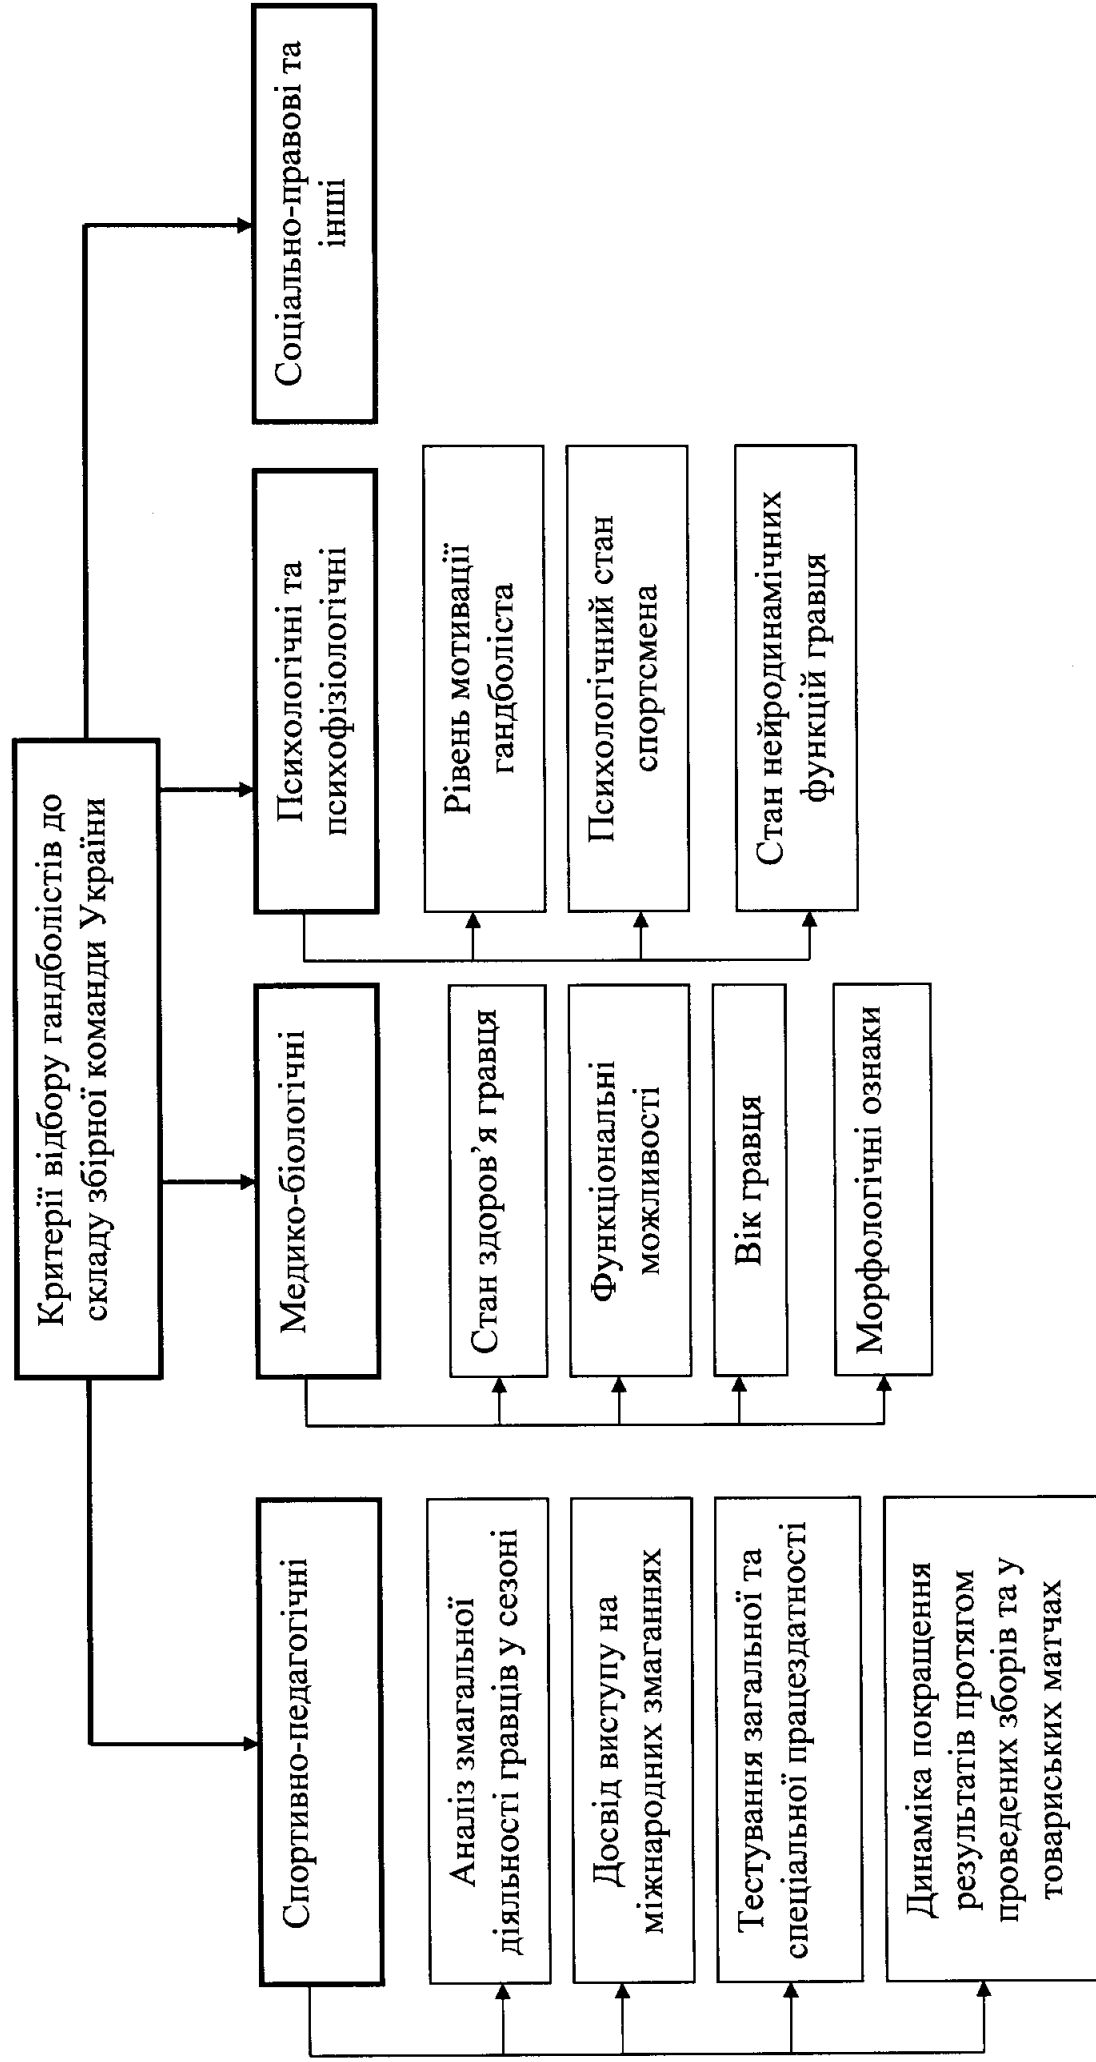 Критерії відбору гандболістів до
складу збірної команди України
Спортивно-педагогічні
Аналіз змагальної
діяльності гравців у сезоні
Досвід виступу на
міжнародних змаганнях
Тестування загальної та
спеціальної працездатності
Динаміка покращення
результатів протягом
проведених зборів та у
товариських матчах
Медико-біологічні
Стан здоров’я гравця
Функціональні
можливості
Вік гравця
Морфологічні ознаки
Психологічні та
психофізіологічні
Рівень мотивації
гандболіста
Психологічний стан
спортсмена
Стан нейродинамічних
функцій гравця
Соціально-правові та
інші